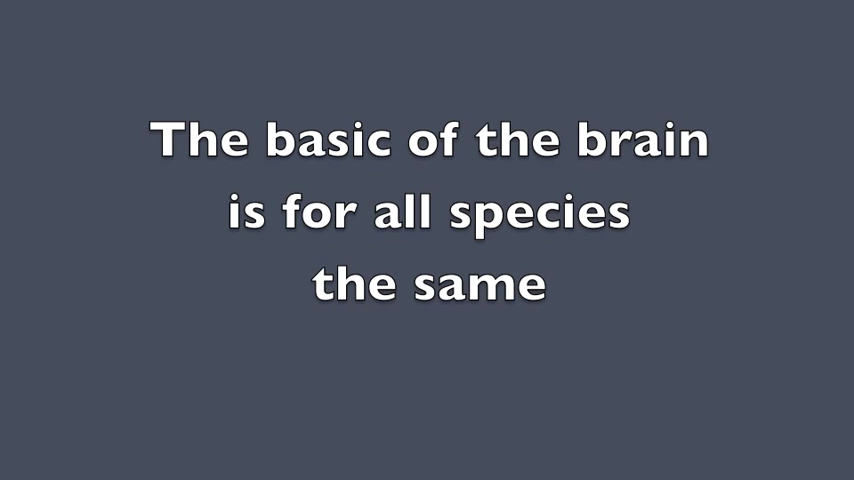 The basic of the brain
is for all species
the same